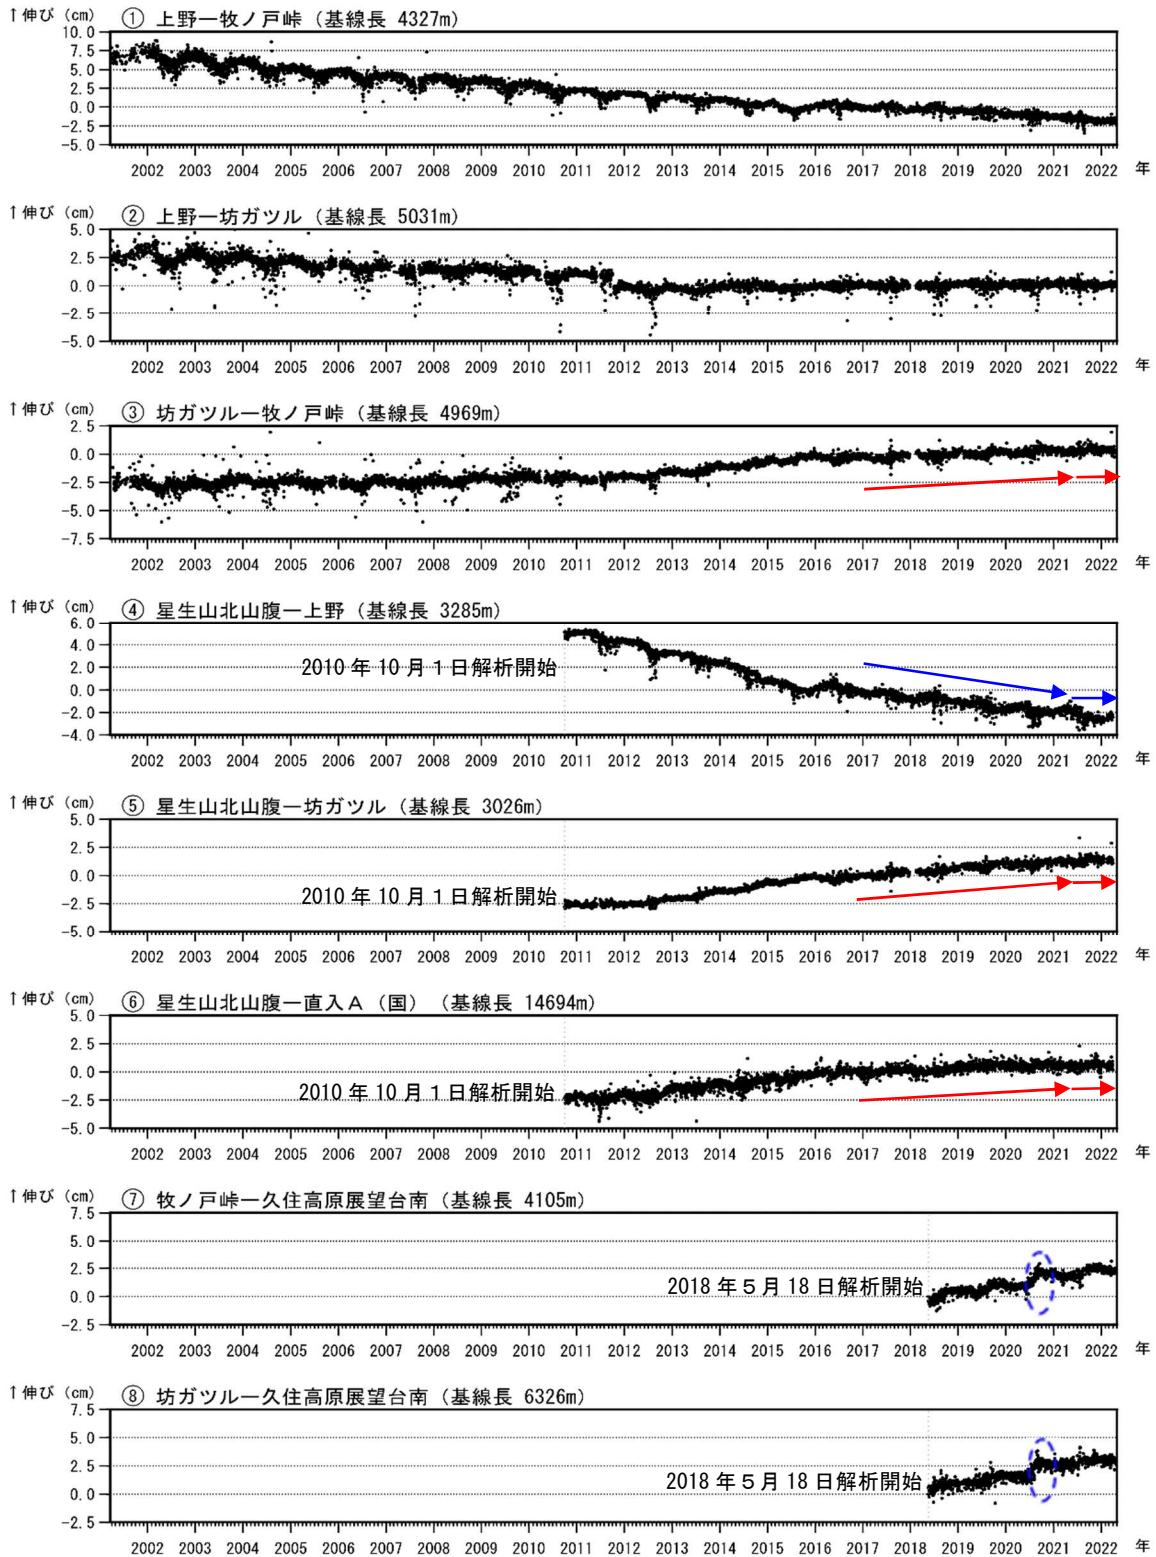 ↑伸び (cm) ① 上野ー牧ノ戸峠 (基線長 4327m)
10.0
7.5
5.0
2.5
0.0
-2.5
-5.0
2002 2003 2004 2005 2006 2007 2008 2009 2010 2011 2012 2013 2014 2015 2016 2017 2018 2019 2020 2021 2022 年
↑伸び (cm) ② 上野ー坊ガツル (基線長 5031m)
5.0
2.5
0.0
-2.5
-5.0
2002 2003 2004 2005 2006 2007 2008 2009 2010 2011 2012 2013 2014 2015 2016 2017 2018 2019 2020 2021 2022 年
↑伸び (cm) ③ 坊ガツルー牧ノ戸峠 (基線長 4969m)
2.5
0.0
-2.5
-5.0
-7.5
2002 2003 2004 2005 2006 2007 2008 2009 2010 2011 2012 2013 2014 2015 2016 2017 2018 2019 2020 2021 2022 年
↑伸び (cm) ④ 星生山北山腹ー上野 (基線長 3285m)
6.0
4.0
2010 年 10 月 1 日解析開始
2.0
0.0
-2.0
-4.0
2002 2003 2004 2005 2006 2007 2008 2009 2010 2011 2012 2013 2014 2015 2016 2017 2018 2019 2020 2021 2022 年
↑伸び (cm) ⑤ 星生山北山腹ー坊ガツル (基線長 3026m)
5.0
2.5
0.0
2010 年 10 月 1 日解析開始
-2.5
-5.0
2002 2003 2004 2005 2006 2007 2008 2009 2010 2011 2012 2013 2014 2015 2016 2017 2018 2019 2020 2021 2022 年
↑伸び (cm) ⑥ 星生山北山腹ー直入A (国) (基線長 14694m)
5.0
2.5
0.0
2010 年 10 月 1 日解析開始
-2.5
-5.0
2002 2003 2004 2005 2006 2007 2008 2009 2010 2011 2012 2013 2014 2015 2016 2017 2018 2019 2020 2021 2022 年
↑伸び (cm) ⑦ 牧ノ戸峠ー久住高原展望台南 (基線長 4105m)
7.5
5.0
2.5
2018 年 5 月 18 日解析開始
0.0
-2.5
2002 2003 2004 2005 2006 2007 2008 2009 2010 2011 2012 2013 2014 2015 2016 2017 2018 2019 2020 2021 2022 年
↑伸び (cm) ⑧ 坊ガツルー久住高原展望台南 (基線長 6326m)
7.5
5.0
2.5
2018 年 5 月 18 日解析開始
0.0
-2.5
2002 2003 2004 2005 2006 2007 2008 2009 2010 2011 2012 2013 2014 2015 2016 2017 2018 2019 2020 2021 2022 年